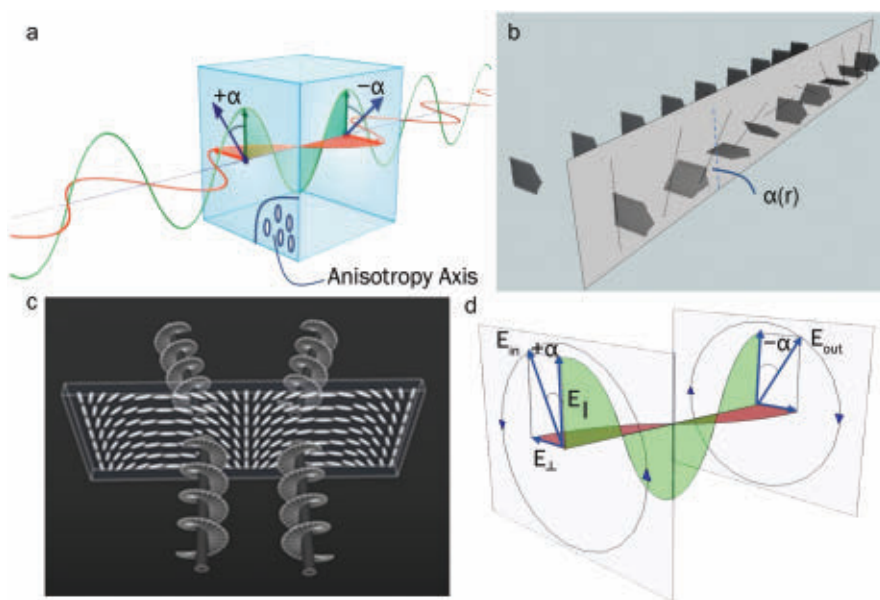 a
+α
−α
Anisotropy Axis
b
α(r)
c
d
E_in
+α
E_∥
E_⊥
−α
E_out